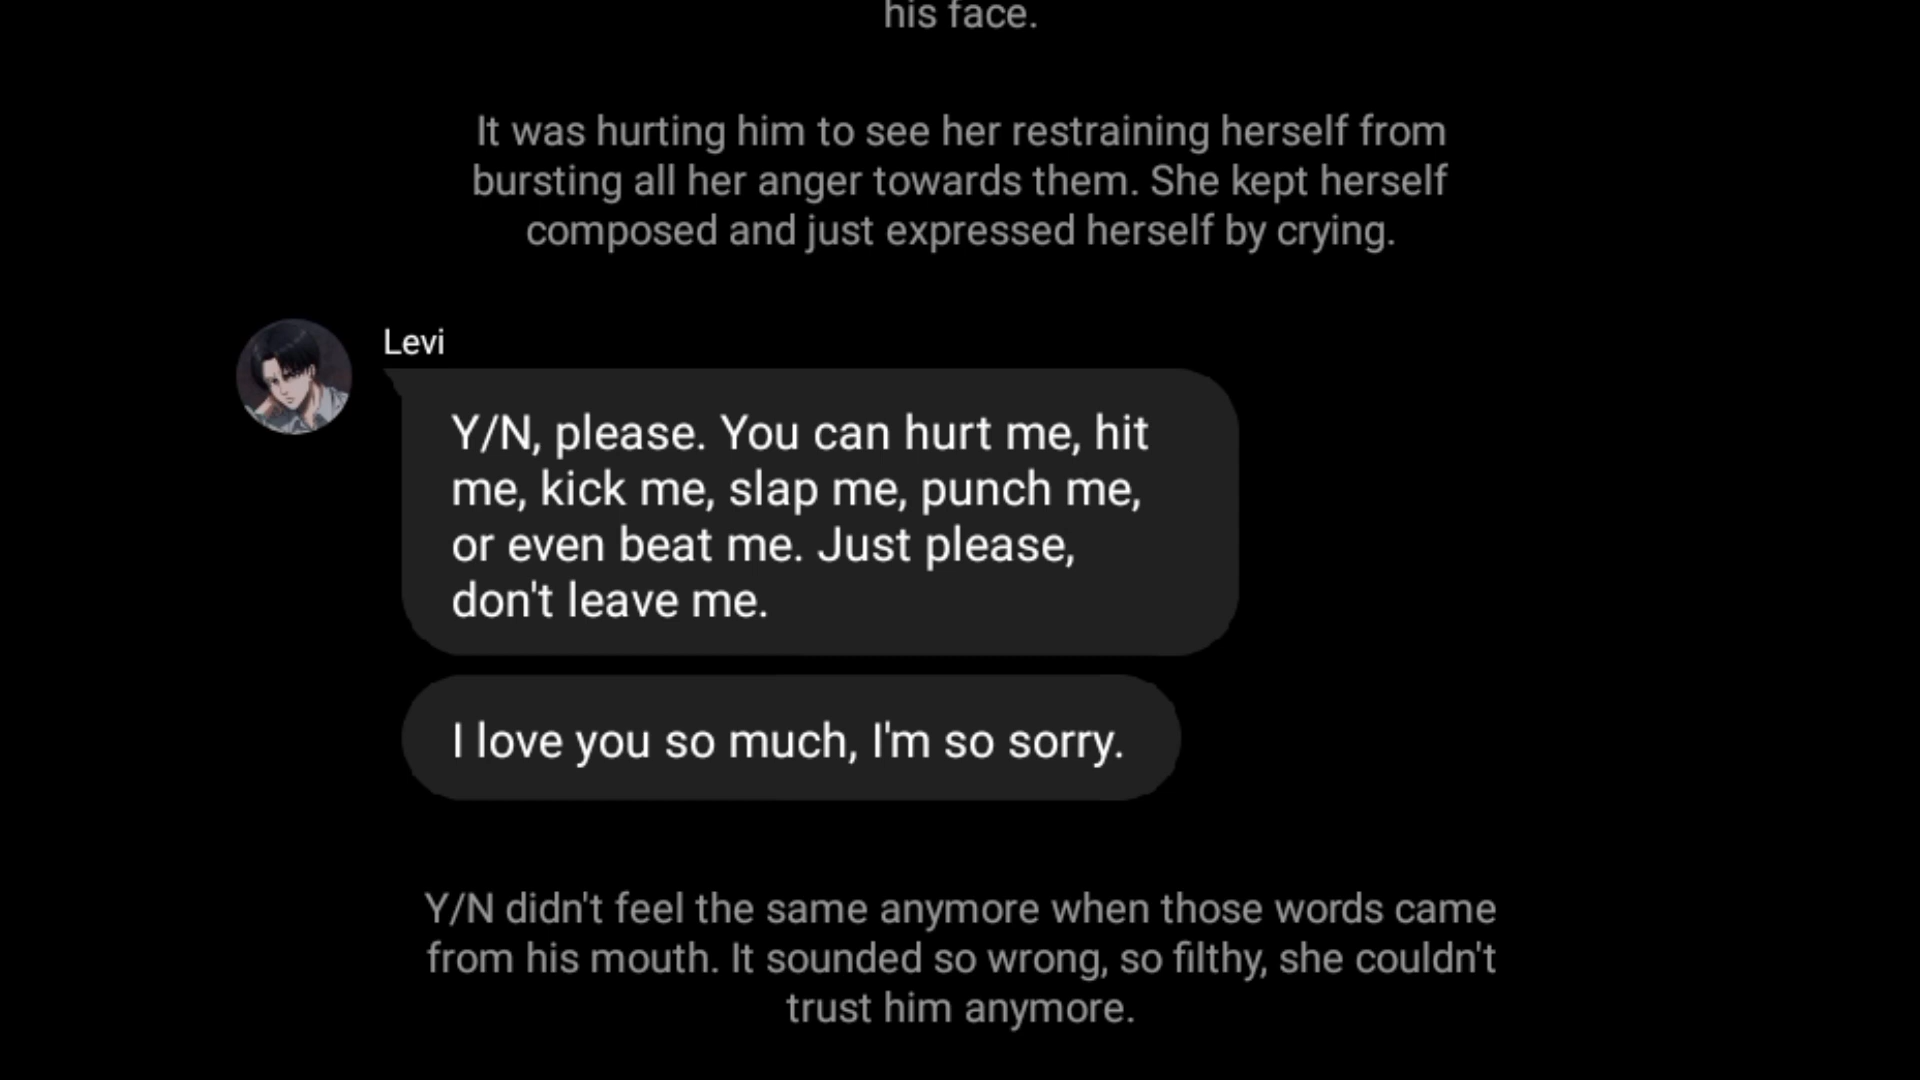 his face.
It was hurting him to see her restraining herself from
bursting all her anger towards them. She kept herself
composed and just expressed herself by crying.
Levi
Y/N, please. You can hurt me, hit
me, kick me, slap me, punch me,
or even beat me. Just please,
don't leave me.
I love you so much, I'm so sorry.
Y/N didn't feel the same anymore when those words came
from his mouth. It sounded so wrong, so filthy, she couldn't
trust him anymore.